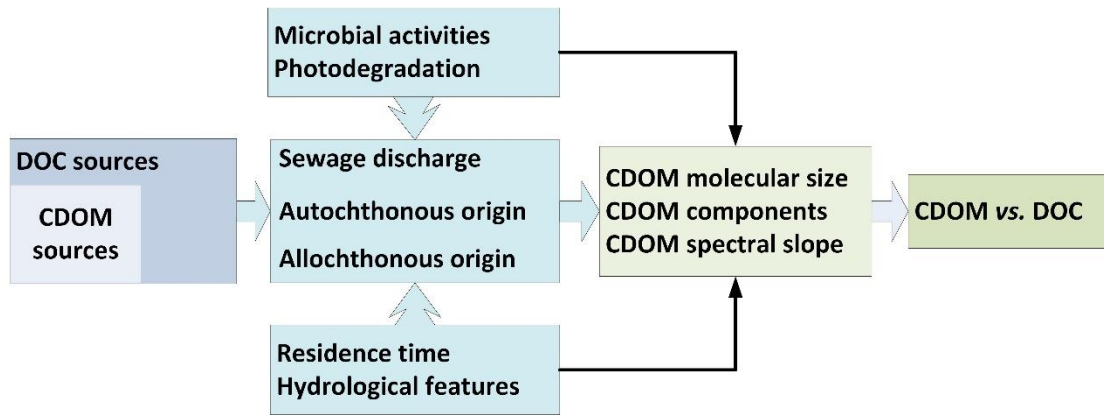 Microbial activities
Photodegradation
DOC sources
CDOM
sources
Sewage discharge
Autochthonous origin
Allochthonous origin
CDOM molecular size
CDOM components
CDOM spectral slope
CDOM vs. DOC
Residence time
Hydrological features